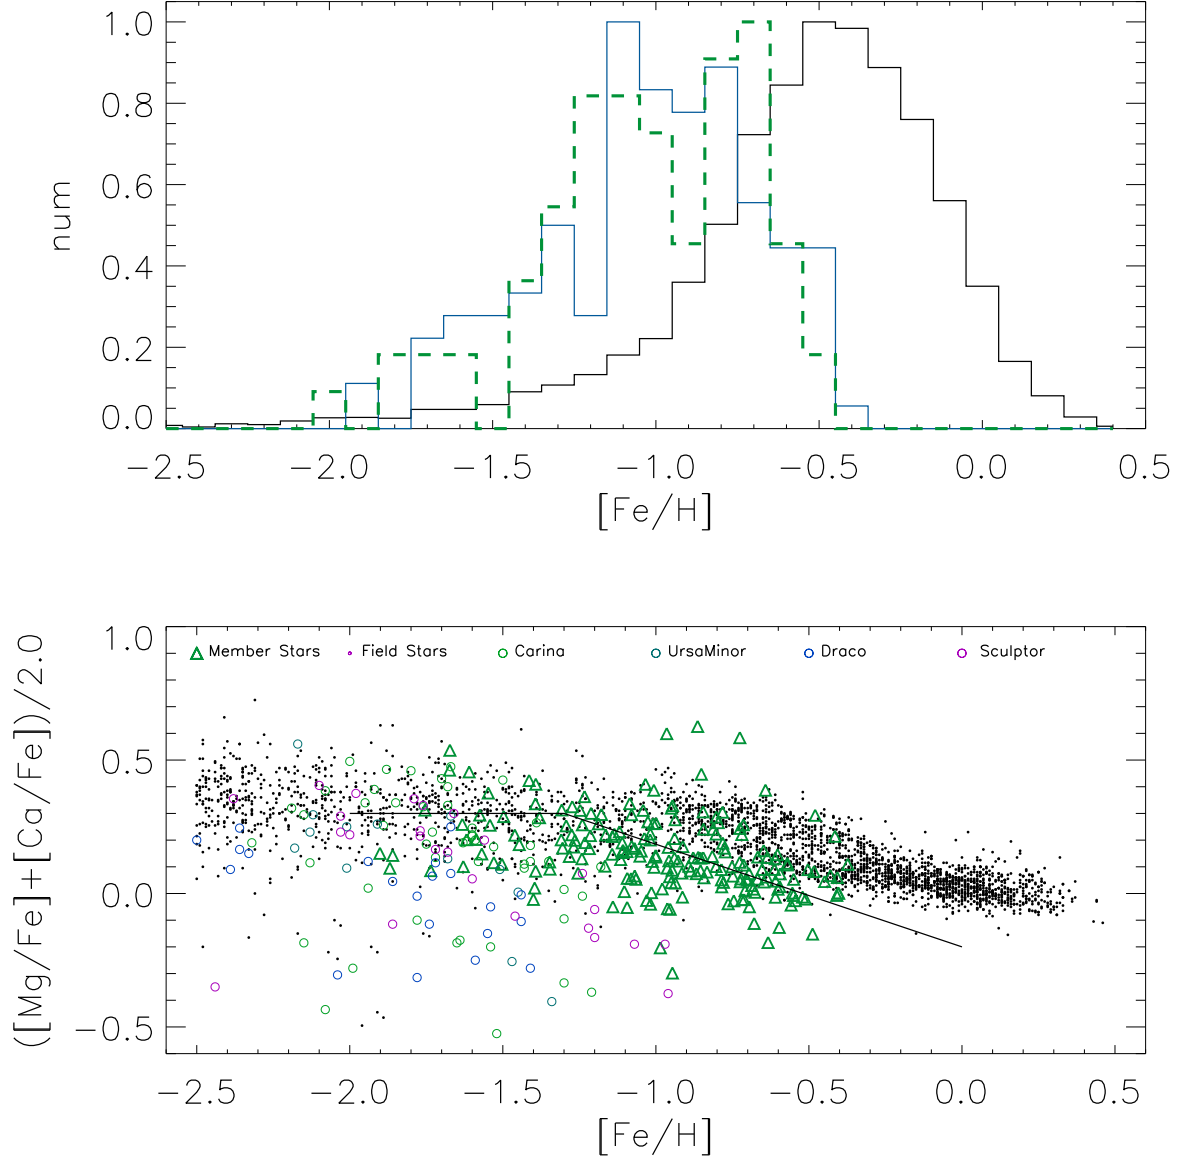 1.0
0.8
0.6
0.4
0.2
0.0
num
−2.5 −2.0 −1.5 −1.0 −0.5 0.0 0.5
[Fe/H]
1.0
0.5
0.0
−0.5
([Mg/Fe]+[Ca/Fe])/2.0
Member Stars Field Stars Carina UrsaMinor Draco Sculptor
−2.5 −2.0 −1.5 −1.0 −0.5 0.0 0.5
[Fe/H]